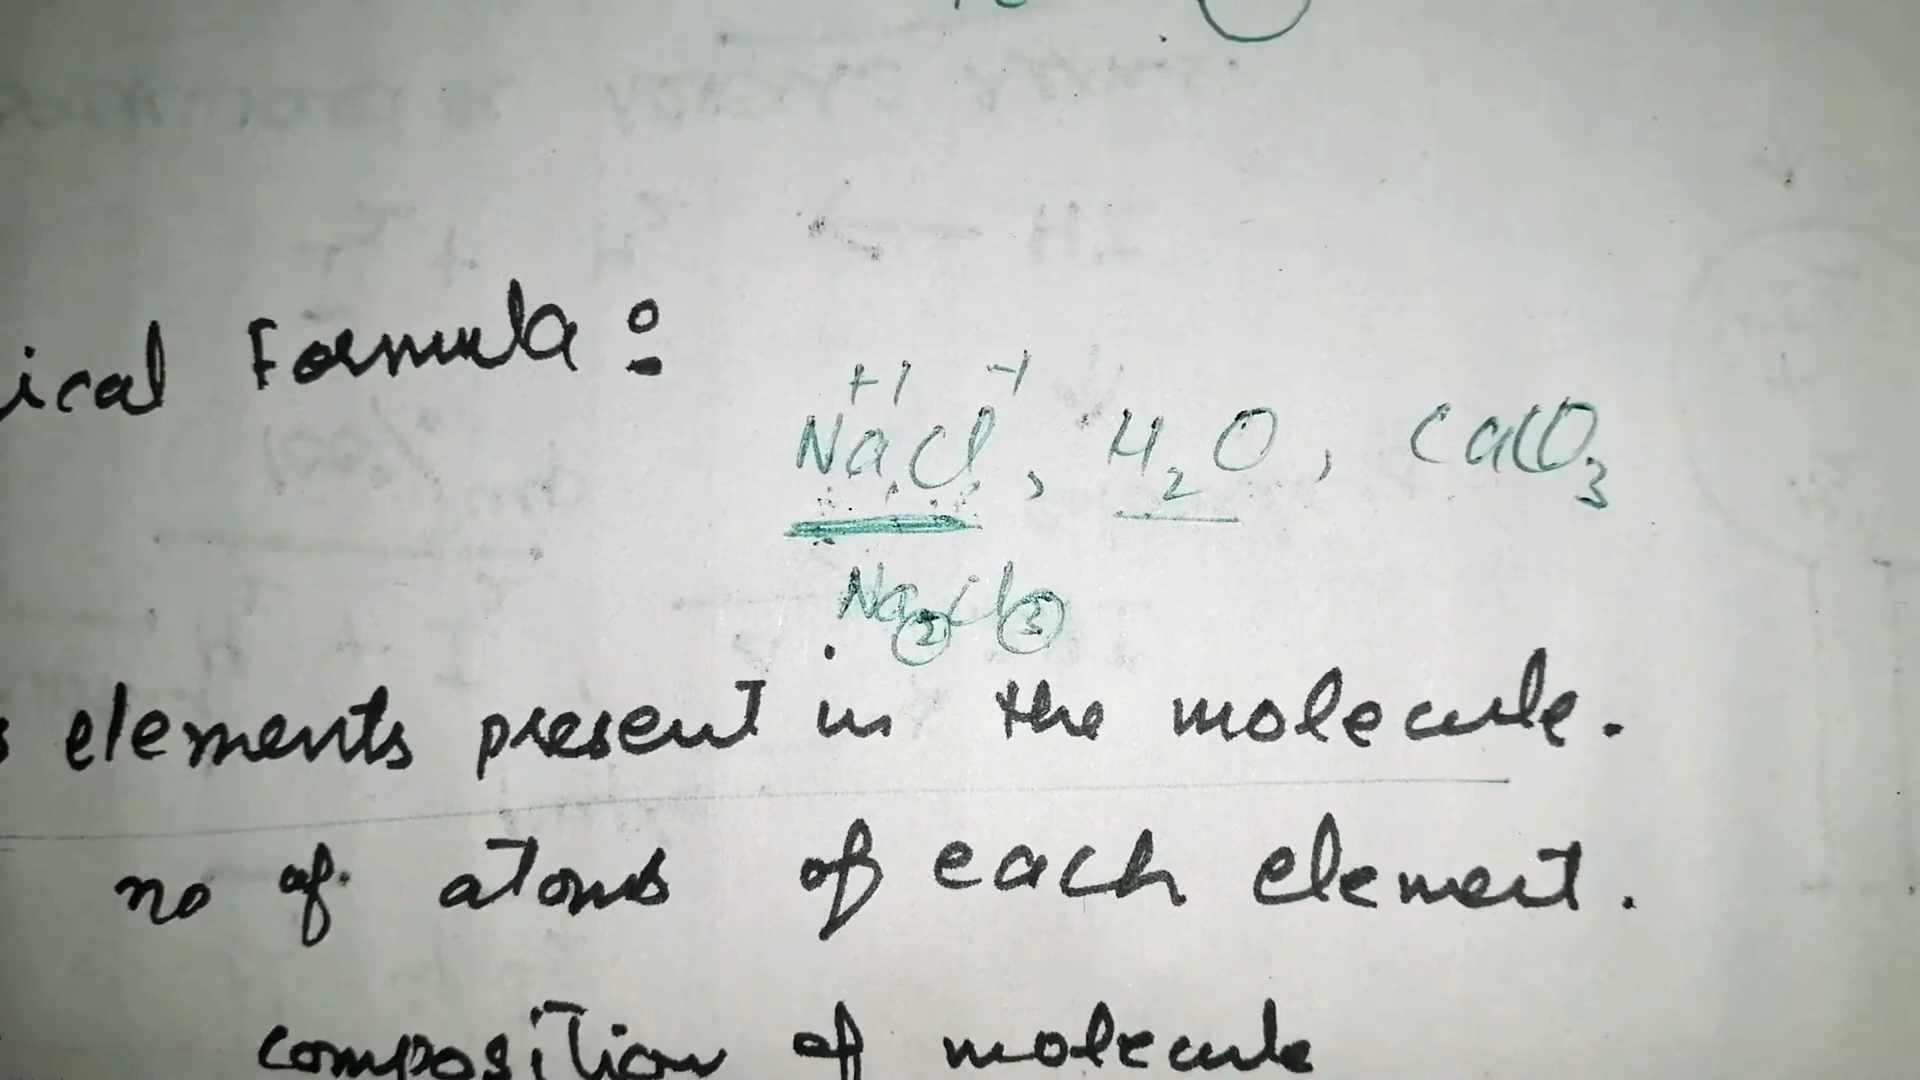 ical Formula :
+1 -1
NaCl, H₂O, CaCO₃
Na₂Cl₃
s elements present in the molecule.
no of atoms of each element.
composition of molecule